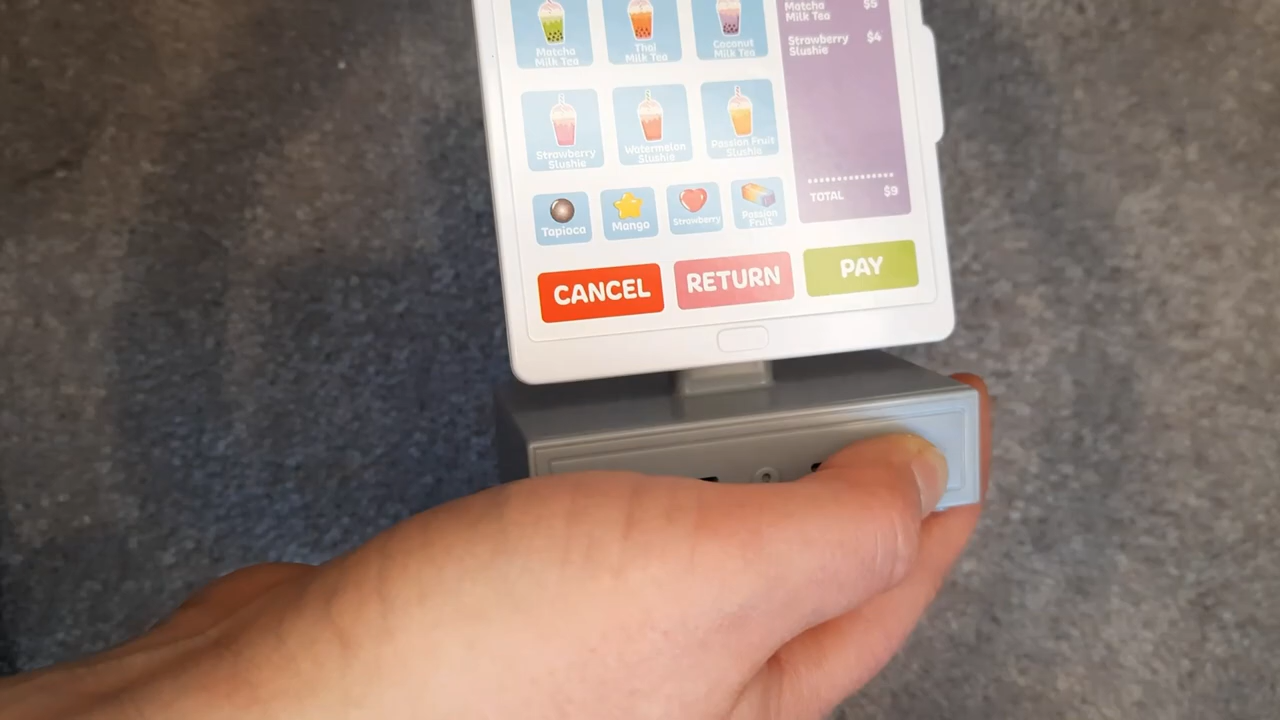 Matcha
Milk Tea
Thai
Milk Tea
Coconut
Milk Tea
Matcha $5
Milk Tea
Strawberry $4
Slushie
Strawberry
Slushie
Watermelon
Slushie
Passion Fruit
Slushie
TOTAL $9
Tapioca
Mango
Strawberry
Passion
Fruit
CANCEL
RETURN
PAY